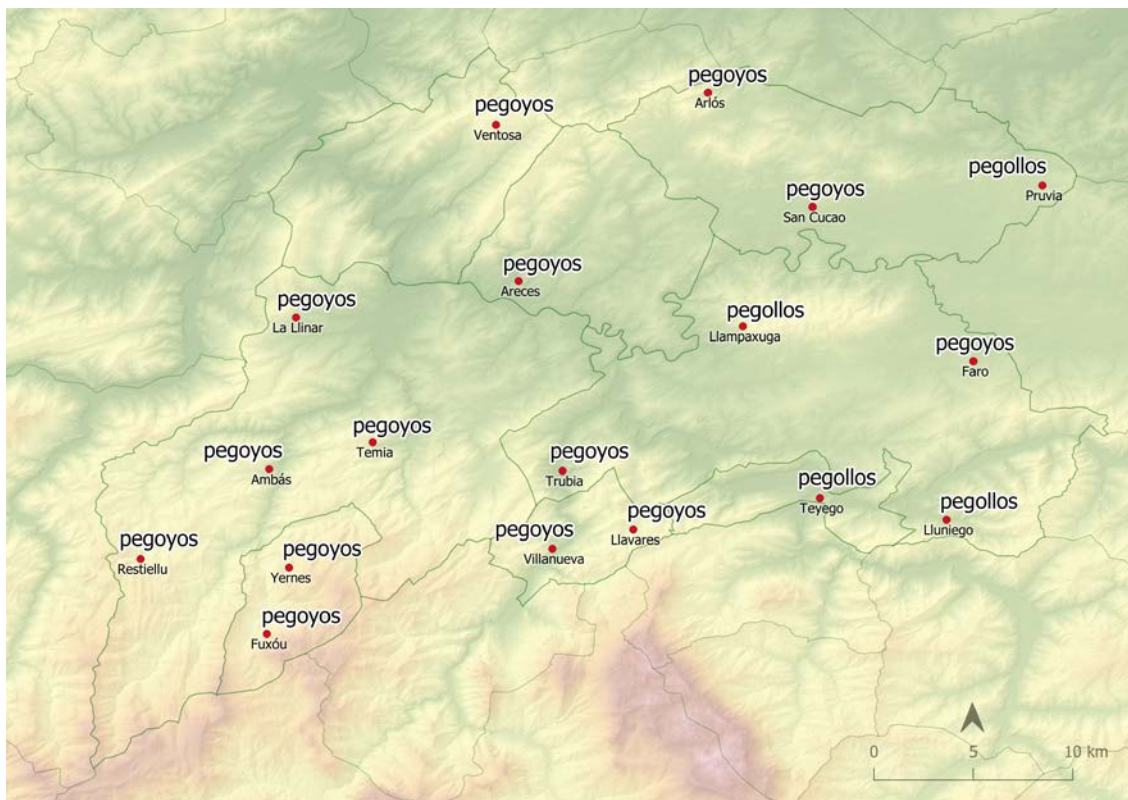 pegoyos
Arlós
pegoyos
Ventosa
pegollos
Pruvia
pegoyos
San Cucao
pegoyos
Areces
pegoyos
La Llinar
pegollos
Llampaxuga
pegoyos
Faro
pegoyos
Temia
pegoyos
Ambás
pegoyos
Trubia
pegollos
Teyego
pegollos
Lluniego
pegoyos
Llavares
pegoyos
Villanueva
pegoyos
Restiellu
pegoyos
Yernes
pegoyos
Fuxóu
0 5 10 km